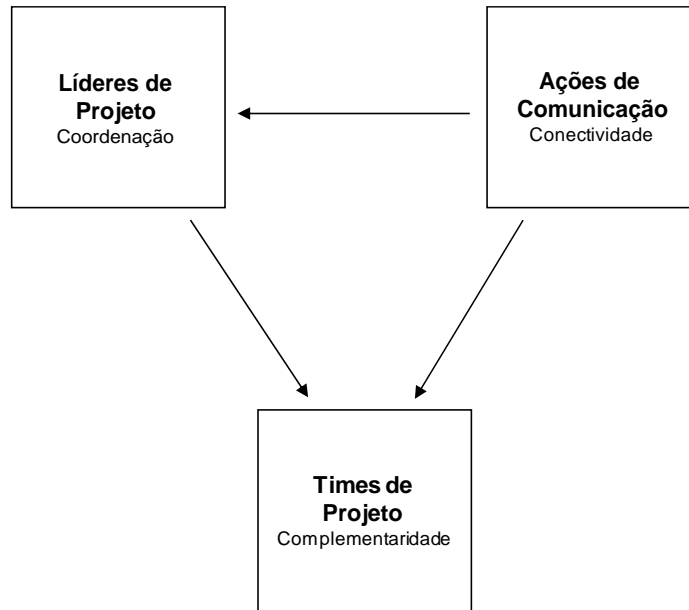 Líderes de
Projeto
Coordenação
Ações de
Comunicação
Conectividade
Times de
Projeto
Complementaridade